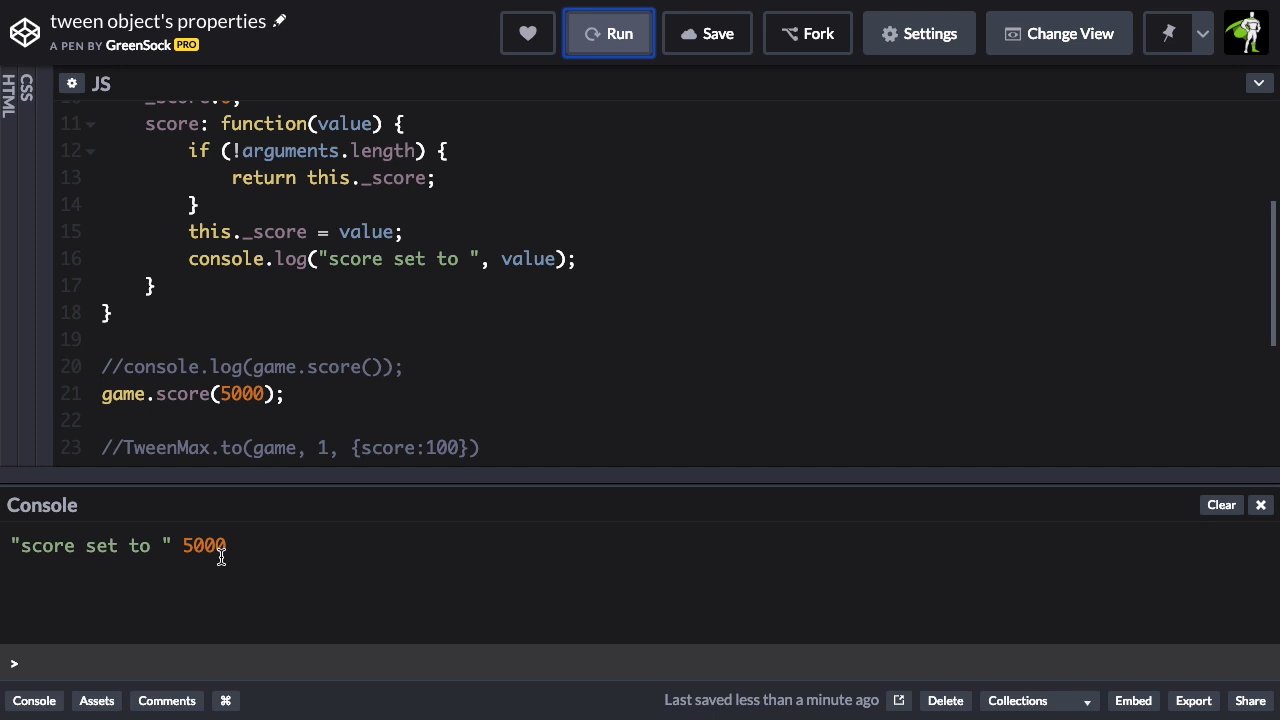 tween object's properties
A PEN BY GreenSock PRO
Run
Save
Fork
Settings
Change View
HTML
CSS
JS
11 score: function(value) {
12 if (!arguments.length) {
13 return this._score;
14 }
15 this._score = value;
16 console.log("score set to ", value);
17 }
18 }
19
20 //console.log(game.score());
21 game.score(5000);
22
23 //TweenMax.to(game, 1, {score:100})
Console
Clear
"score set to " 5000
>
Console Assets Comments ⌘ Last saved less than a minute ago Delete Collections Embed Export Share